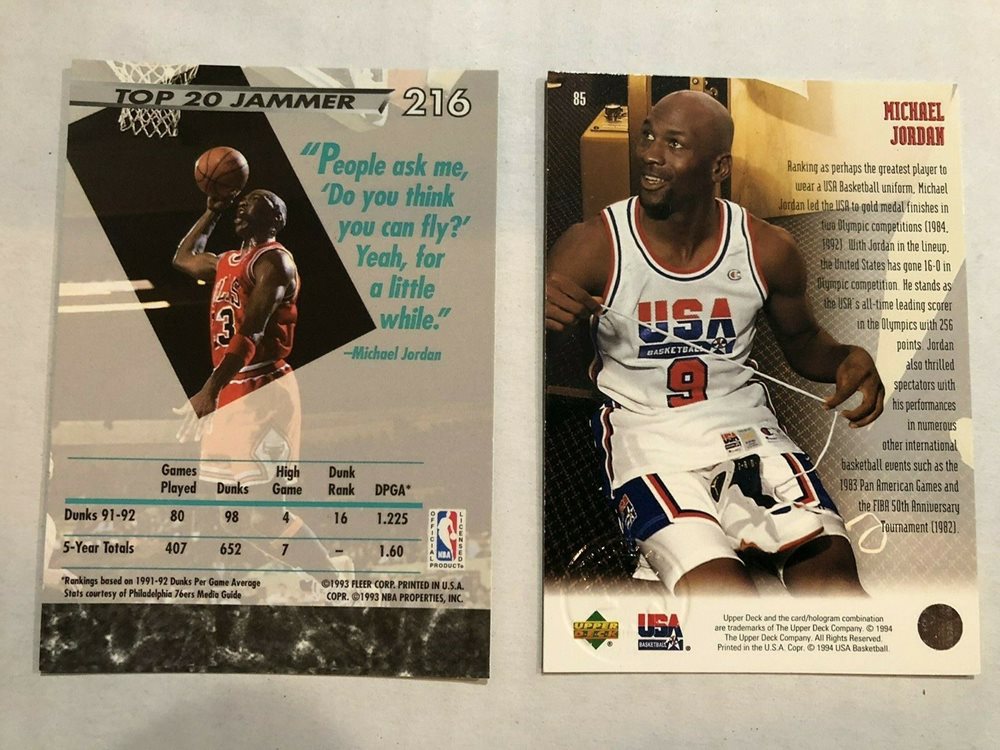 TOP 20 JAMMER 216
"People ask me,
'Do you think
you can fly?'
Yeah, for
a little
while."
—Michael Jordan
Games Played Dunks High Game Dunk Rank DPGA*
Dunks 91-92 80 98 4 16 1.225
5-Year Totals 407 652 7 – 1.60
*Rankings based on 1991-92 Dunks Per Game Average
Stats courtesy of Philadelphia 76ers Media Guide
OFFICIAL LICENSED
NBA
PRODUCT
©1993 FLEER CORP. PRINTED IN U.S.A.
COPR. ©1993 NBA PROPERTIES, INC.
85
MICHAEL
JORDAN
Ranking as perhaps the greatest player to
wear a USA Basketball uniform, Michael
Jordan led the USA to gold medal finishes in
two Olympic competitions (1984,
1992). With Jordan in the lineup,
the United States has gone 16-0 in
Olympic competition. He stands as
the USA's all-time leading scorer
in the Olympics with 256
points. Jordan
also thrilled
spectators with
his performances
in numerous
other international
basketball events such as the
1983 Pan American Games and
the FIBA 50th Anniversary
Tournament (1982).
USA
BASKETBALL
9
UPPER
DECK
®
USA
BASKETBALL
®
Upper Deck and the card/hologram combination
are trademarks of The Upper Deck Company. © 1994
The Upper Deck Company. All Rights Reserved.
Printed in the U.S.A. Copr. © 1994 USA Basketball.